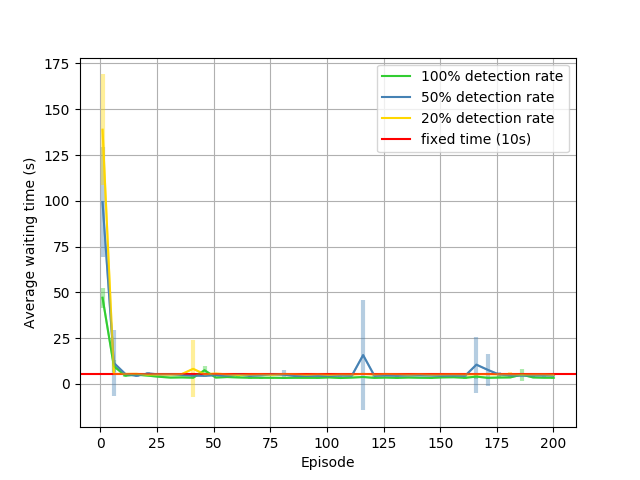 175
150
125
100
75
50
25
0
Average waiting time (s)
100% detection rate
50% detection rate
20% detection rate
fixed time (10s)
0 25 50 75 100 125 150 175 200
Episode